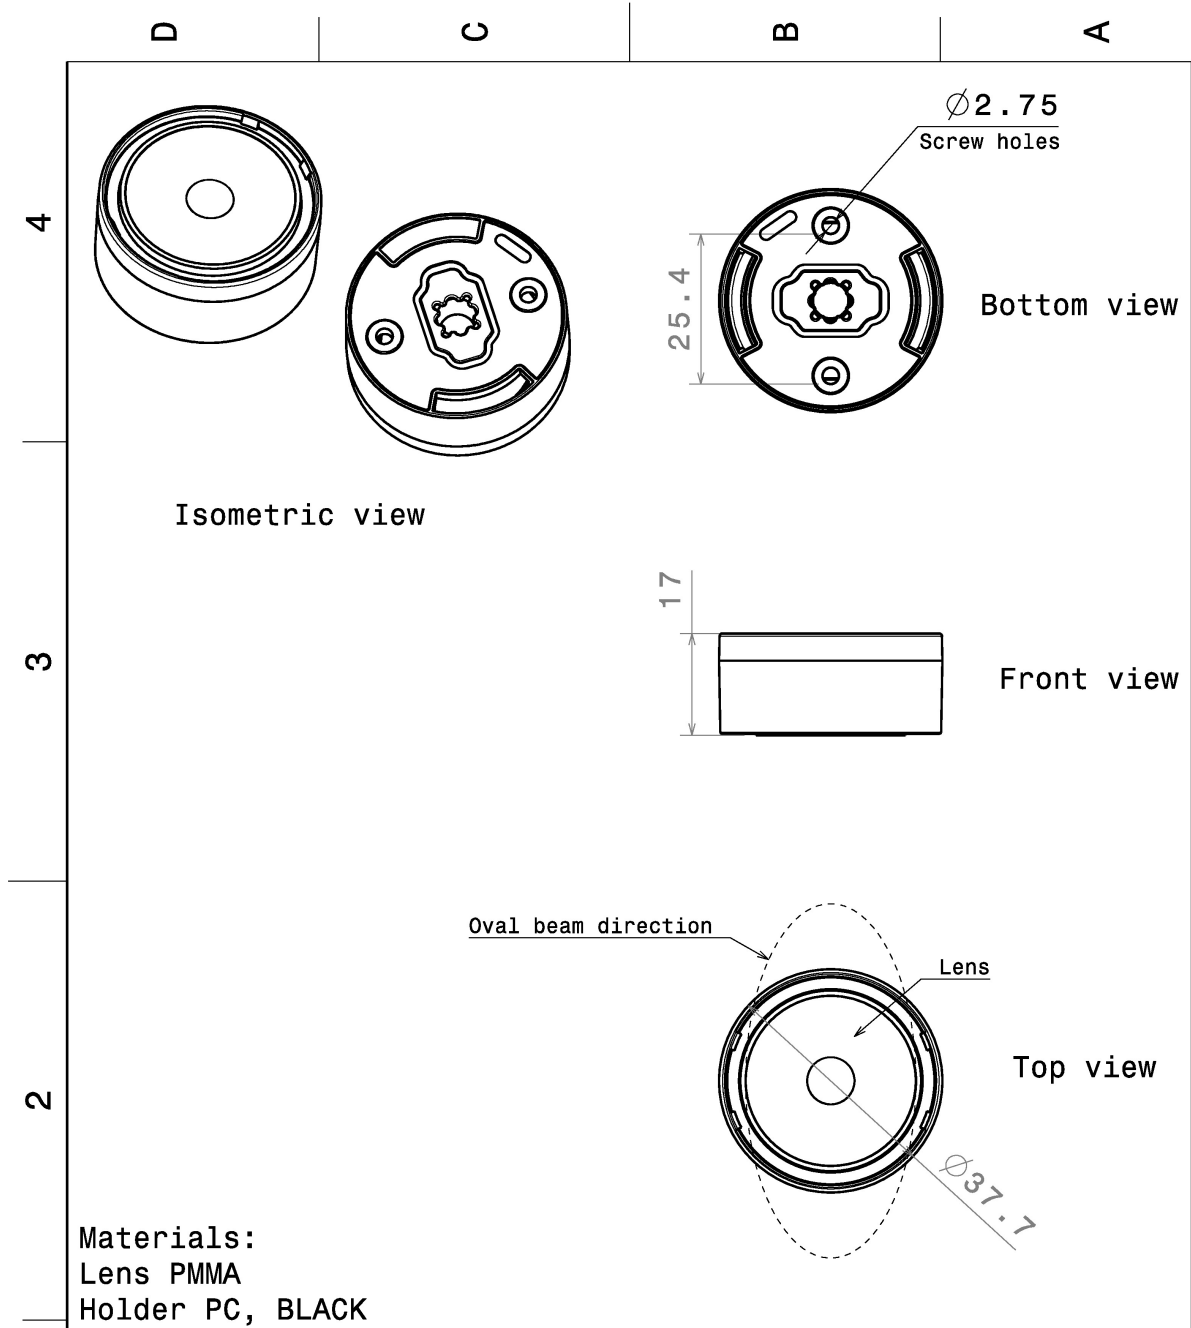 D
C
B
A
4
⌀2.75
Screw holes
25.4
Bottom view
Isometric view
3
17
Front view
2
Oval beam direction
Lens
Top view
⌀37.7
Materials:
Lens PMMA
Holder PC, BLACK